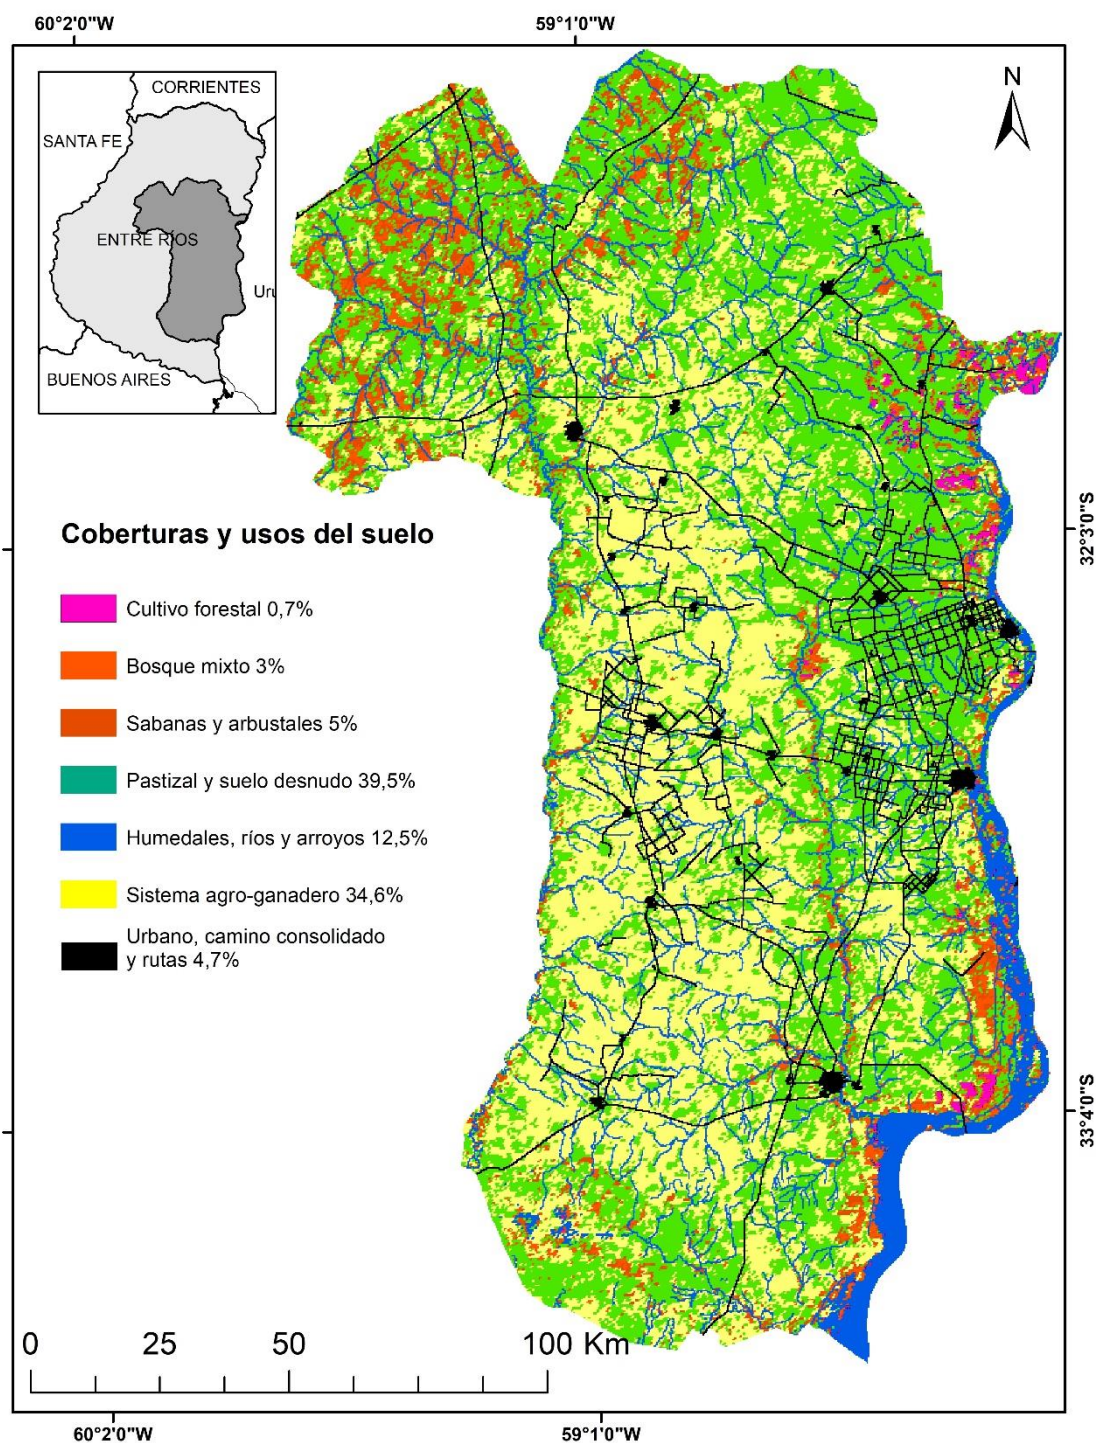 60°2'0"W
59°1'0"W
CORRIENTES
SANTA FE
ENTRE RÍOS
Uru
BUENOS AIRES
N
32°3'0"S
Coberturas y usos del suelo
Cultivo forestal 0,7%
Bosque mixto 3%
Sabanas y arbustales 5%
Pastizal y suelo desnudo 39,5%
Humedales, ríos y arroyos 12,5%
Sistema agro-ganadero 34,6%
Urbano, camino consolidado
y rutas 4,7%
33°4'0"S
0 25 50 100 Km
60°2'0"W
59°1'0"W